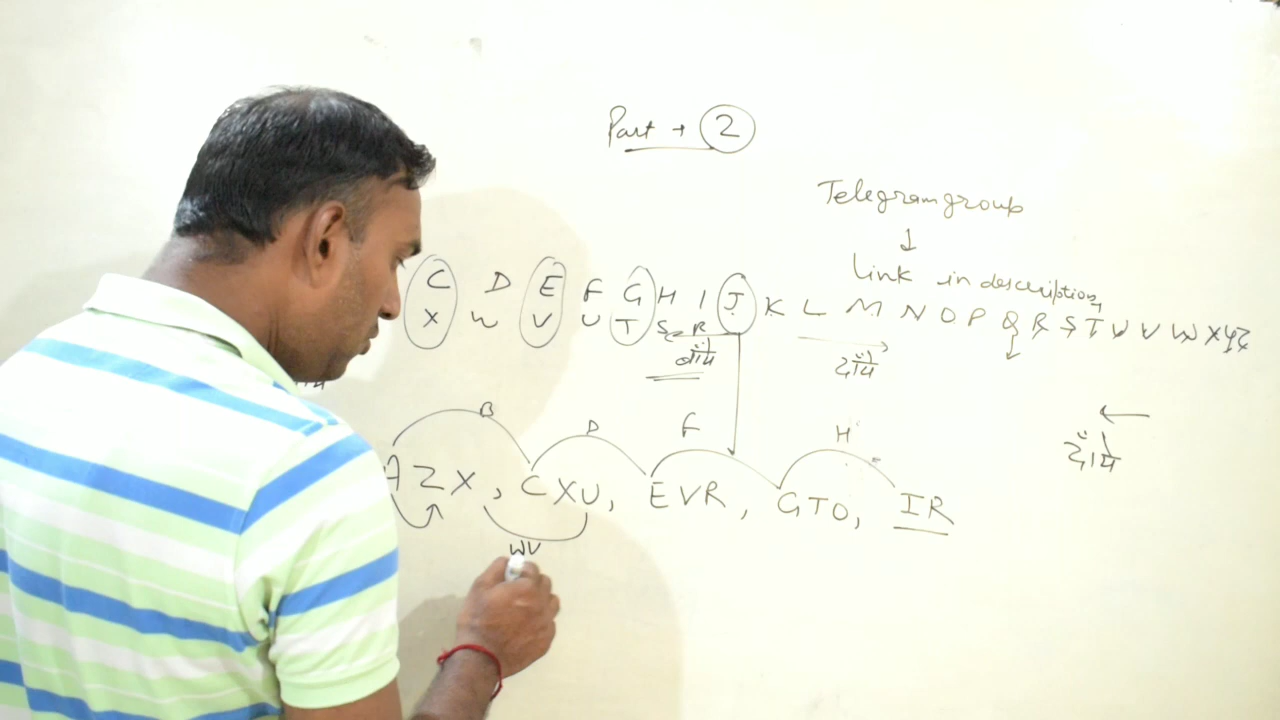 Part + 2
Telegram group
↓
Link in description
C D E F G H I J K L M N O P Q R S T U V W X Y Z
X W V U T S R
B D F H
AZX, CXU, EVR, GTO, IR
WV